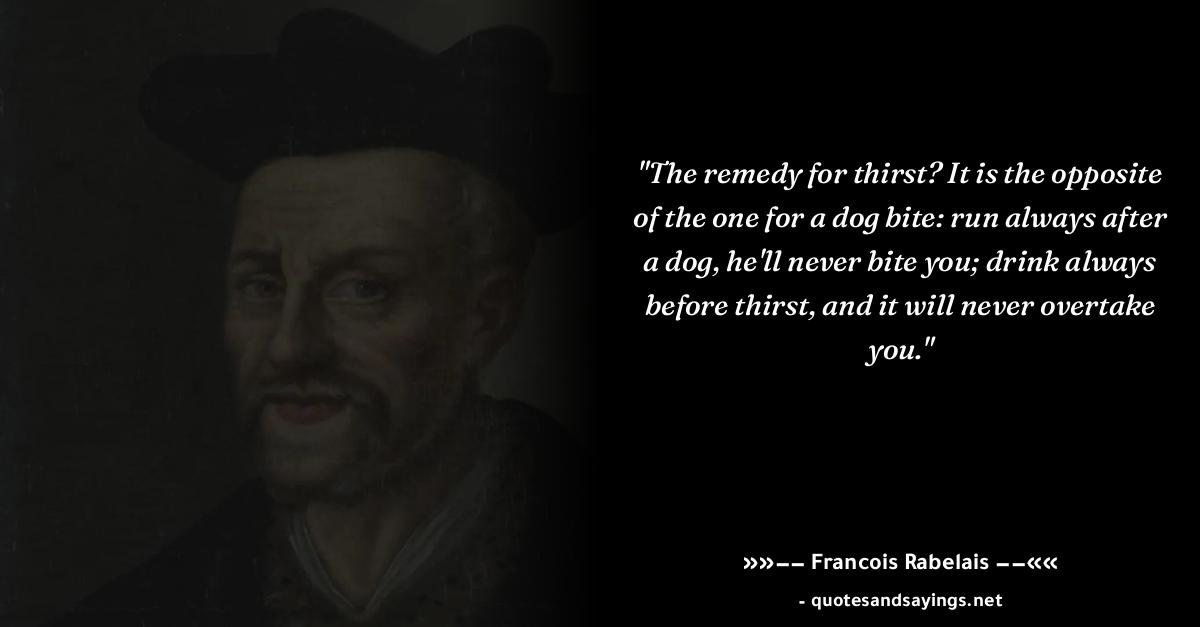 "The remedy for thirst? It is the opposite
of the one for a dog bite: run always after
a dog, he'll never bite you; drink always
before thirst, and it will never overtake
you."
»»−− Francois Rabelais −−««
- quotesandsayings.net